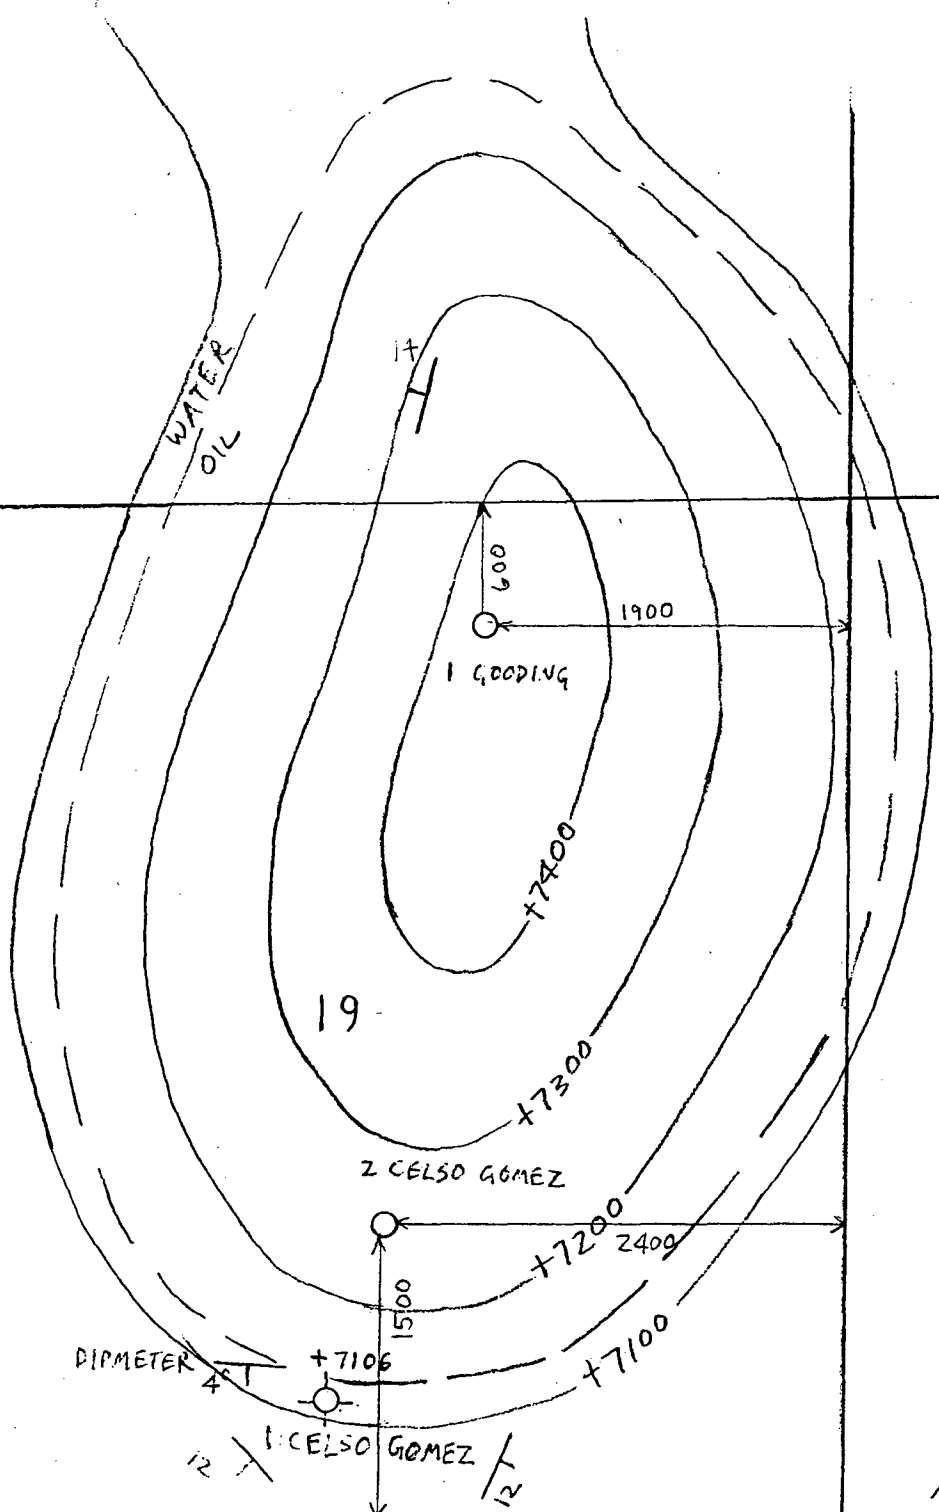 17
WATER
OIL
600
1900
1 GOODING
+7400
19
+7300
2 CELSO GOMEZ
+7200
2400
1500
+7100
DIPMETER
4°
+7106
1 CELSO GOMEZ
12
12